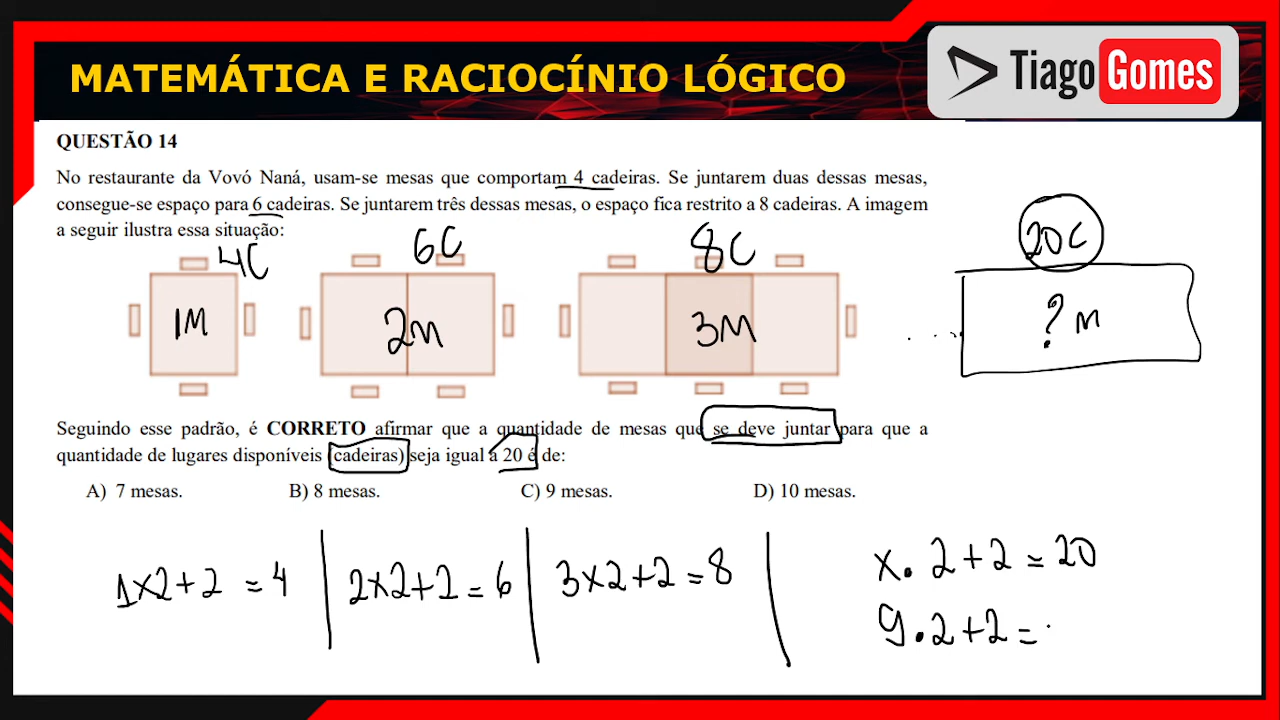 MATEMÁTICA E RACIOCÍNIO LÓGICO
Tiago Gomes
QUESTÃO 14
No restaurante da Vovó Naná, usam-se mesas que comportam 4 cadeiras. Se juntarem duas dessas mesas,
consegue-se espaço para 6 cadeiras. Se juntarem três dessas mesas, o espaço fica restrito a 8 cadeiras. A imagem
a seguir ilustra essa situação:
4C
6C
8C
20C
1M
2M
3M
? M
Seguindo esse padrão, é CORRETO afirmar que a quantidade de mesas que se deve juntar para que a
quantidade de lugares disponíveis (cadeiras) seja igual a 20 é de:
A) 7 mesas.
B) 8 mesas.
C) 9 mesas.
D) 10 mesas.
1x2+2 = 4
2x2+2 = 6
3x2+2 = 8
x. 2+2 = 20
9.2+2 =